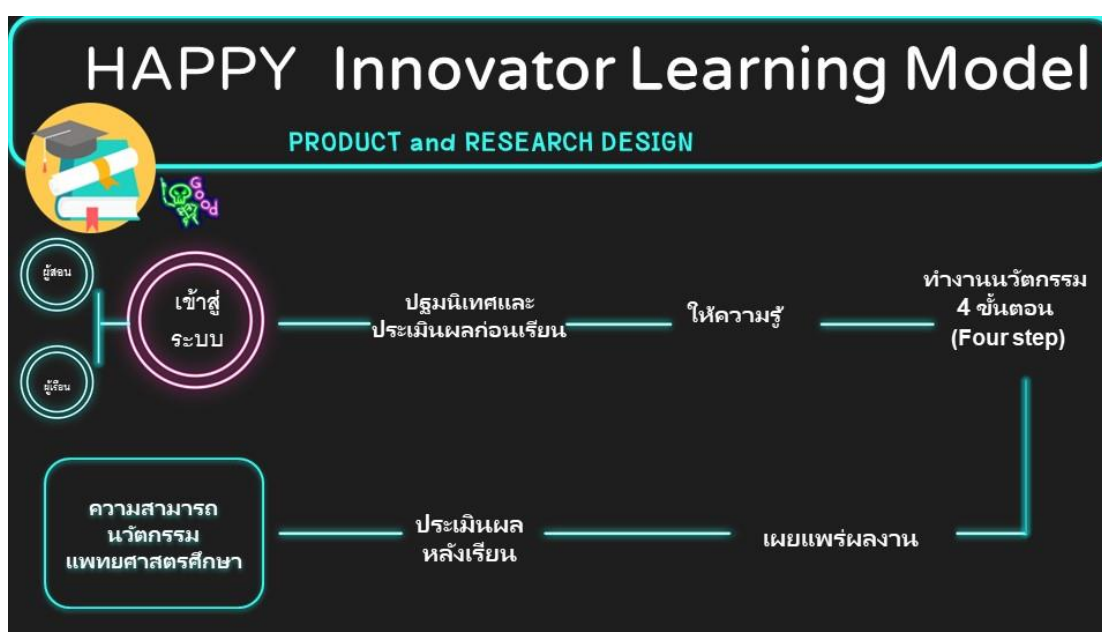 HAPPY Innovator Learning Model
PRODUCT and RESEARCH DESIGN
Good
ผู้สอน
ผู้เรียน
เข้าสู่
ระบบ
ปฐมนิเทศและ
ประเมินผลก่อนเรียน
ให้ความรู้
ทำงานนวัตกรรม
4 ขั้นตอน
(Four step)
ความสามารถ
นวัตกรรม
แพทยศาสตรศึกษา
ประเมินผล
หลังเรียน
เผยแพร่ผลงาน